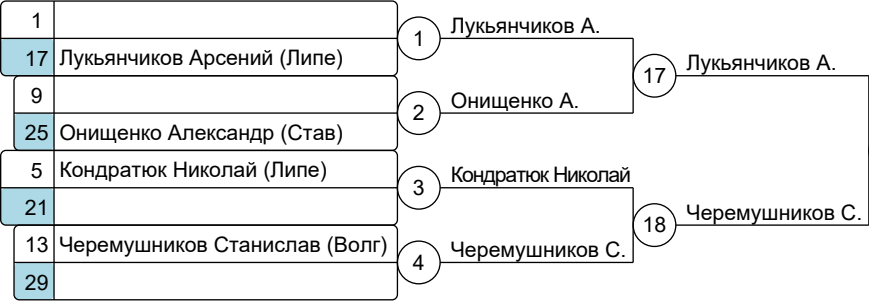 1
17 Лукьянчиков Арсений (Липе)
9
25 Онищенко Александр (Став)
5 Кондратюк Николай (Липе)
21
13 Черемушников Станислав (Волг)
29
1 Лукьянчиков А.
2 Онищенко А.
3 Кондратюк Николай
4 Черемушников С.
17 Лукьянчиков А.
18 Черемушников С.